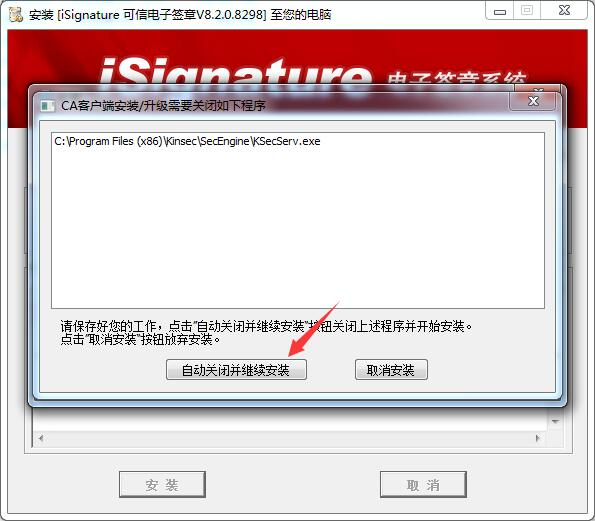 安装 [iSignature 可信电子签章V8.2.0.8298] 至您的电脑
iSignature 电子签章系统
CA客户端安装/升级需要关闭如下程序
C:\Program Files (x86)\Kinsec\SecEngine\KSecServ.exe
请保存好您的工作，点击"自动关闭并继续安装"按钮关闭上述程序并开始安装。
点击"取消安装"按钮放弃安装。
自动关闭并继续安装 取消安装
安 装 取 消